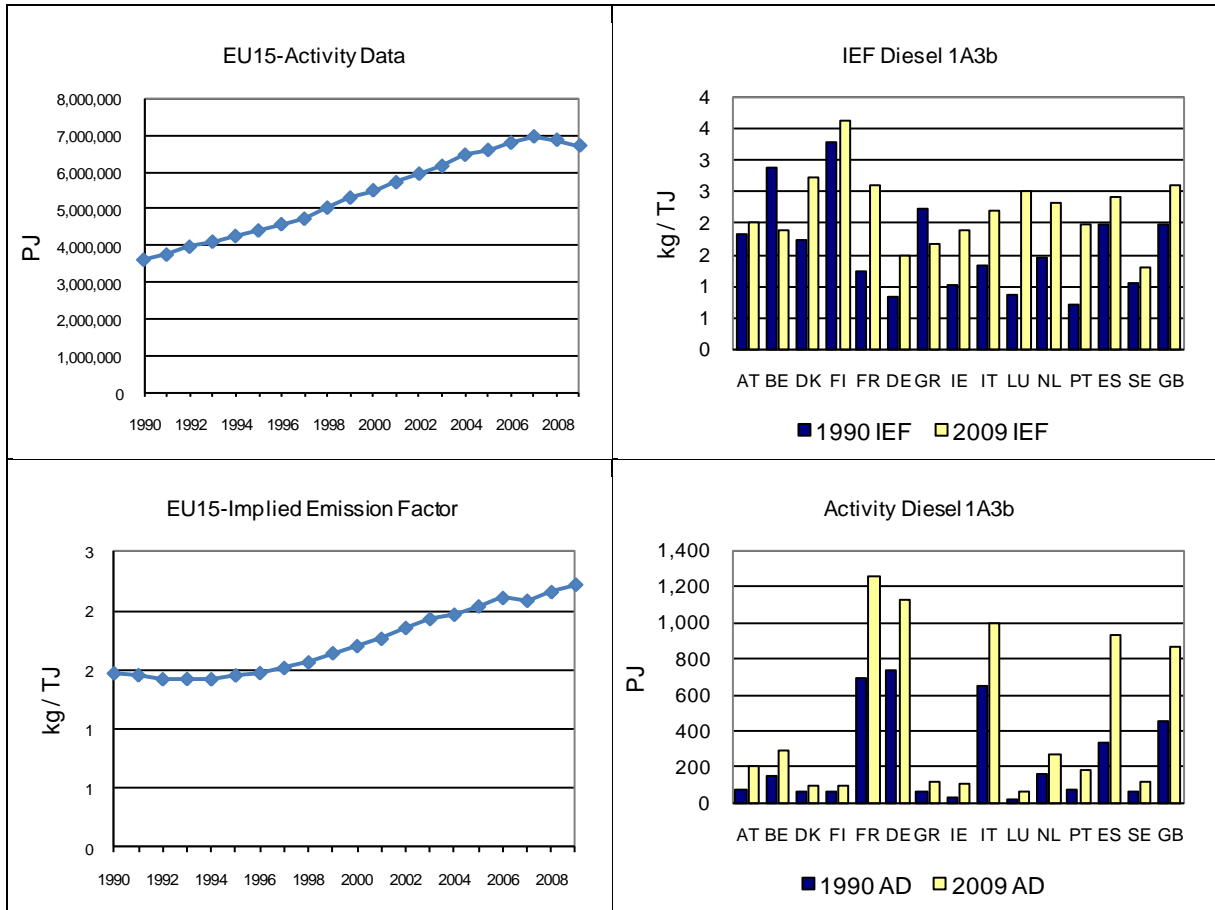 EU15-Activity Data
PJ
8,000,000
7,000,000
6,000,000
5,000,000
4,000,000
3,000,000
2,000,000
1,000,000
0
1990 1992 1994 1996 1998 2000 2002 2004 2006 2008
IEF Diesel 1A3b
kg / TJ
4
4
3
3
2
2
1
1
0
AT BE DK FI FR DE GR IE IT LU NL PT ES SE GB
1990 IEF 2009 IEF
EU15-Implied Emission Factor
kg / TJ
3
2
2
1
1
0
1990 1992 1994 1996 1998 2000 2002 2004 2006 2008
Activity Diesel 1A3b
PJ
1,400
1,200
1,000
800
600
400
200
0
AT BE DK FI FR DE GR IE IT LU NL PT ES SE GB
1990 AD 2009 AD